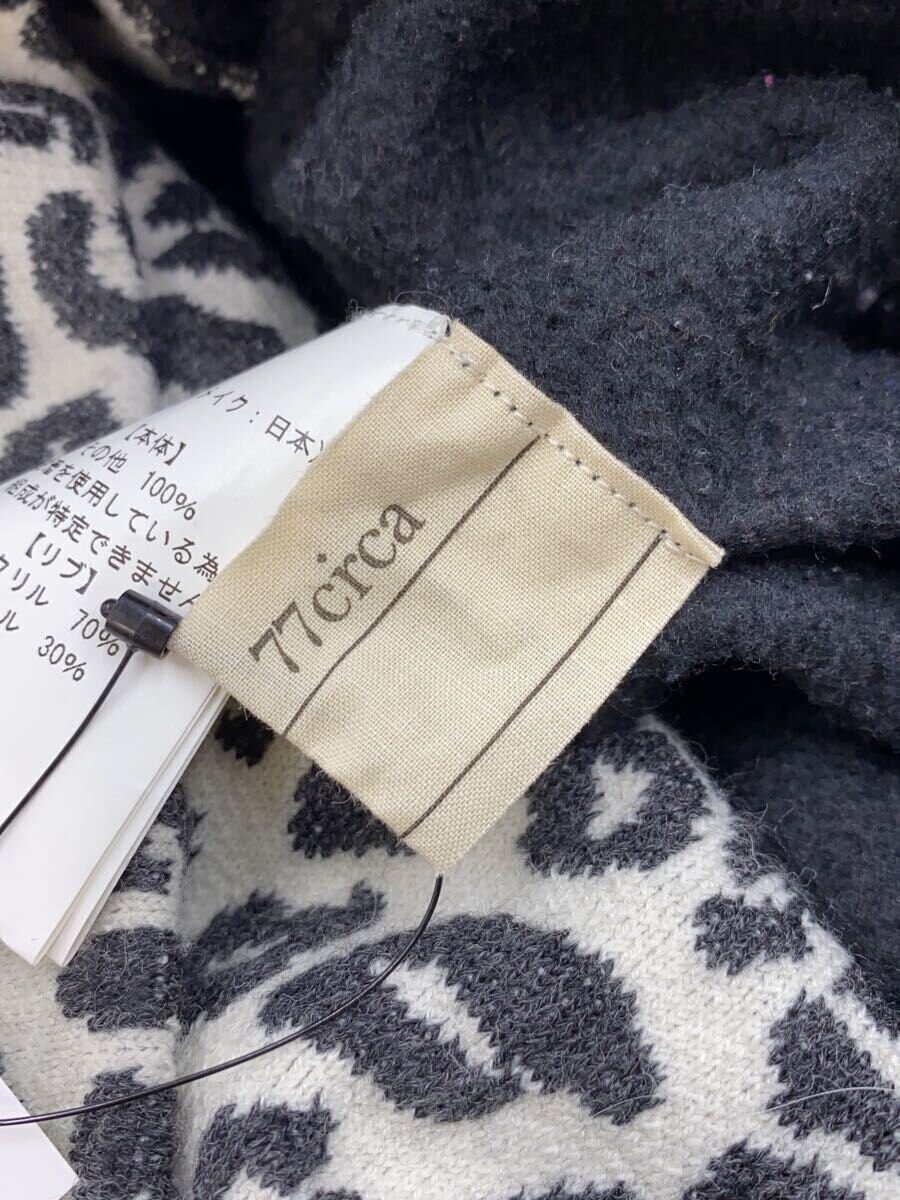 メイク:日本
【本体】
その他 100%
を使用している為
成が特定できません
【リブ】
クリル 70%
ル 30%
77circa